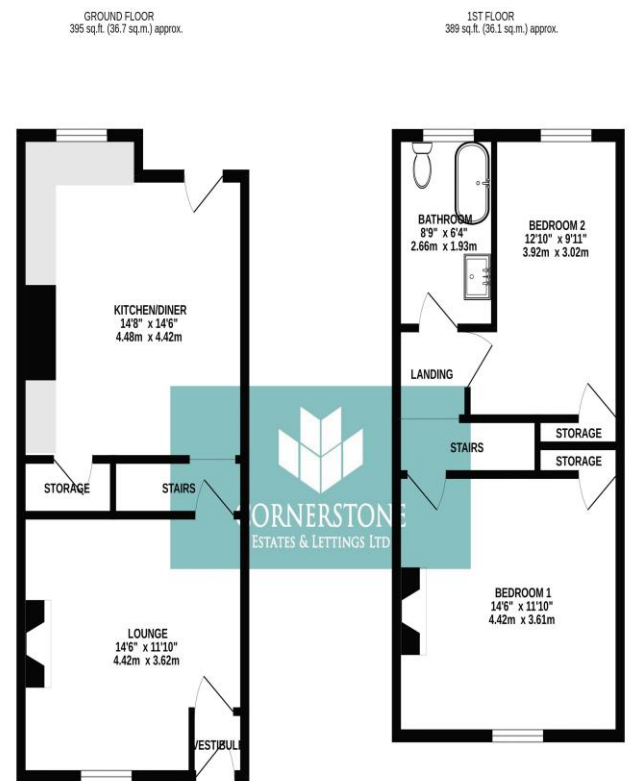 GROUND FLOOR
395 sq.ft. (36.7 sq.m.) approx.
KITCHEN/DINER
14'8" x 14'6"
4.48m x 4.42m
STORAGE
STAIRS
LOUNGE
14'6" x 11'10"
4.42m x 3.62m
VESTIBULE
1ST FLOOR
389 sq.ft. (36.1 sq.m.) approx.
BATHROOM
8'9" x 6'4"
2.66m x 1.93m
BEDROOM 2
12'10" x 9'11"
3.92m x 3.02m
LANDING
STAIRS
STORAGE
STORAGE
BEDROOM 1
14'6" x 11'10"
4.42m x 3.61m
CORNERSTONE
ESTATES & LETTINGS LTD